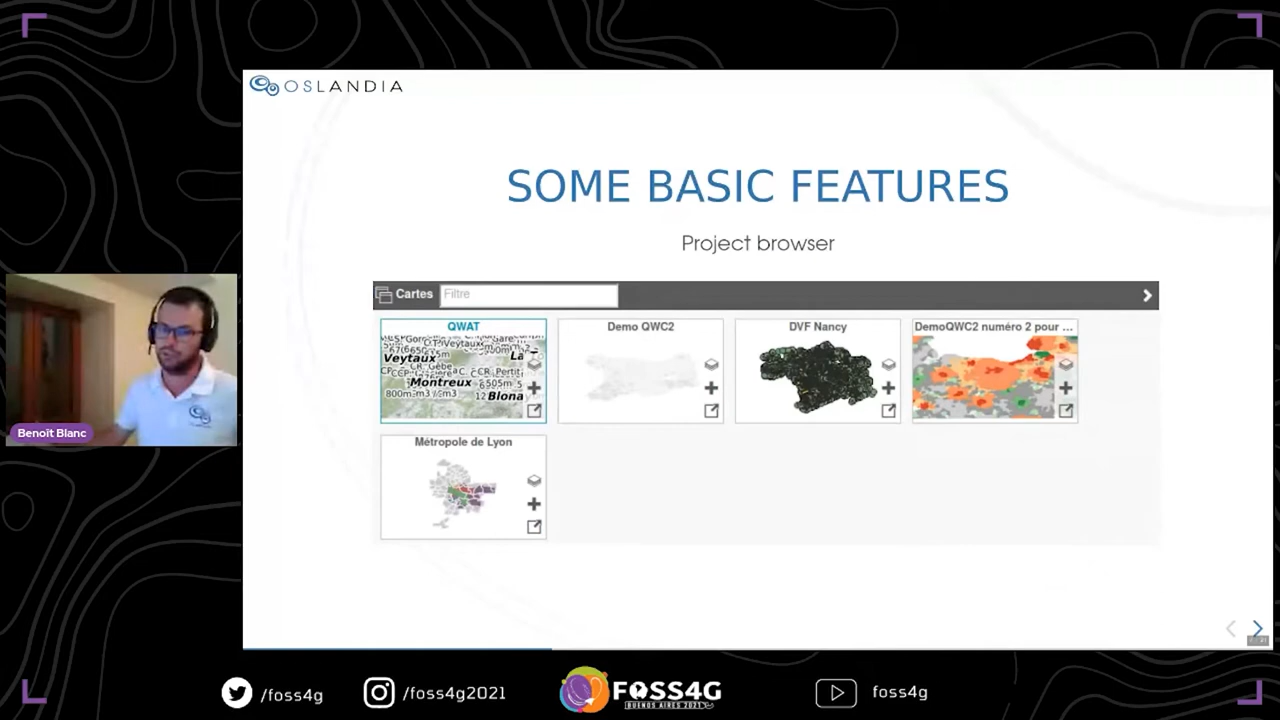 OSLANDIA
SOME BASIC FEATURES
Project browser
Cartes
Filtre
QWAT
Demo QWC2
DVF Nancy
DemoQWC2 numéro 2 pour ...
Veytaux
Montreux
Blona
Métropole de Lyon
Benoît Blanc
/foss4g
/foss4g2021
FOSS4G
BUENOS AIRES 2021
foss4g